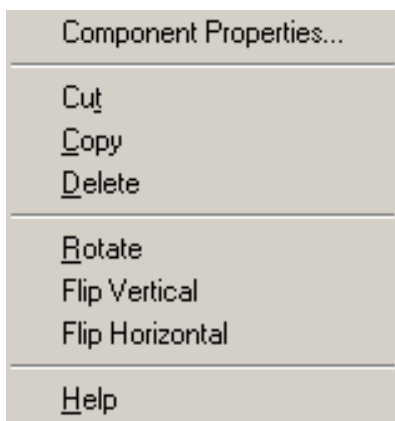 Component Properties...
Cut
Copy
Delete
Rotate
Flip Vertical
Flip Horizontal
Help